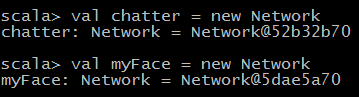 scala> val chatter = new Network
chatter: Network = Network@52b32b70
scala> val myFace = new Network
myFace: Network = Network@5dae5a70